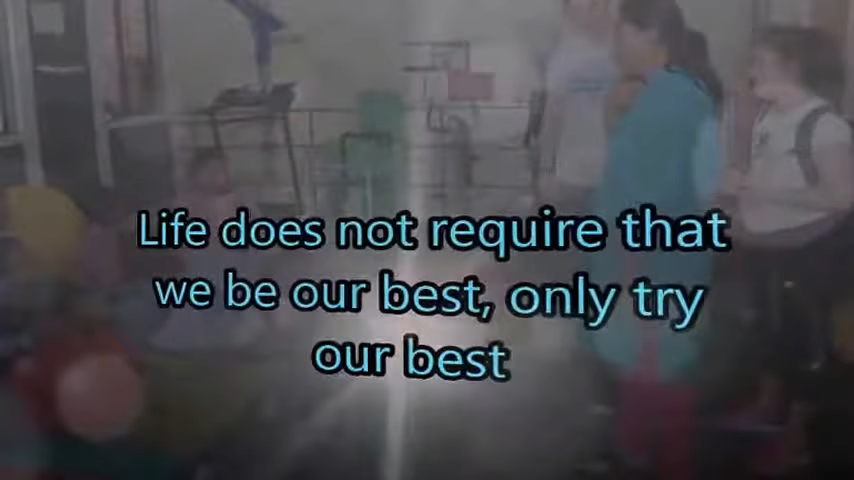 Life does not require that
we be our best, only try
our best